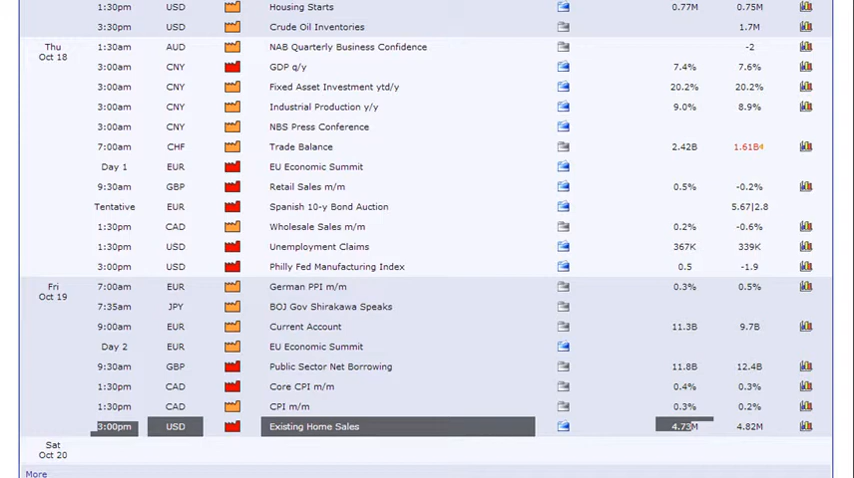 1:30pm USD Housing Starts 0.77M 0.75M
3:30pm USD Crude Oil Inventories 1.7M
Thu Oct 18 1:30am AUD NAB Quarterly Business Confidence -2
3:00am CNY GDP q/y 7.4% 7.6%
3:00am CNY Fixed Asset Investment ytd/y 20.2% 20.2%
3:00am CNY Industrial Production y/y 9.0% 8.9%
3:00am CNY NBS Press Conference
7:00am CHF Trade Balance 2.42B 1.61B
Day 1 EUR EU Economic Summit
9:30am GBP Retail Sales m/m 0.5% -0.2%
Tentative EUR Spanish 10-y Bond Auction 5.67|2.8
1:30pm CAD Wholesale Sales m/m 0.2% -0.6%
1:30pm USD Unemployment Claims 367K 339K
3:00pm USD Philly Fed Manufacturing Index 0.5 -1.9
Fri Oct 19 7:00am EUR German PPI m/m 0.3% 0.5%
7:35am JPY BOJ Gov Shirakawa Speaks
9:00am EUR Current Account 11.3B 9.7B
Day 2 EUR EU Economic Summit
9:30am GBP Public Sector Net Borrowing 11.8B 12.4B
1:30pm CAD Core CPI m/m 0.4% 0.3%
1:30pm CAD CPI m/m 0.3% 0.2%
3:00pm USD Existing Home Sales 4.73M 4.82M
Sat Oct 20
More